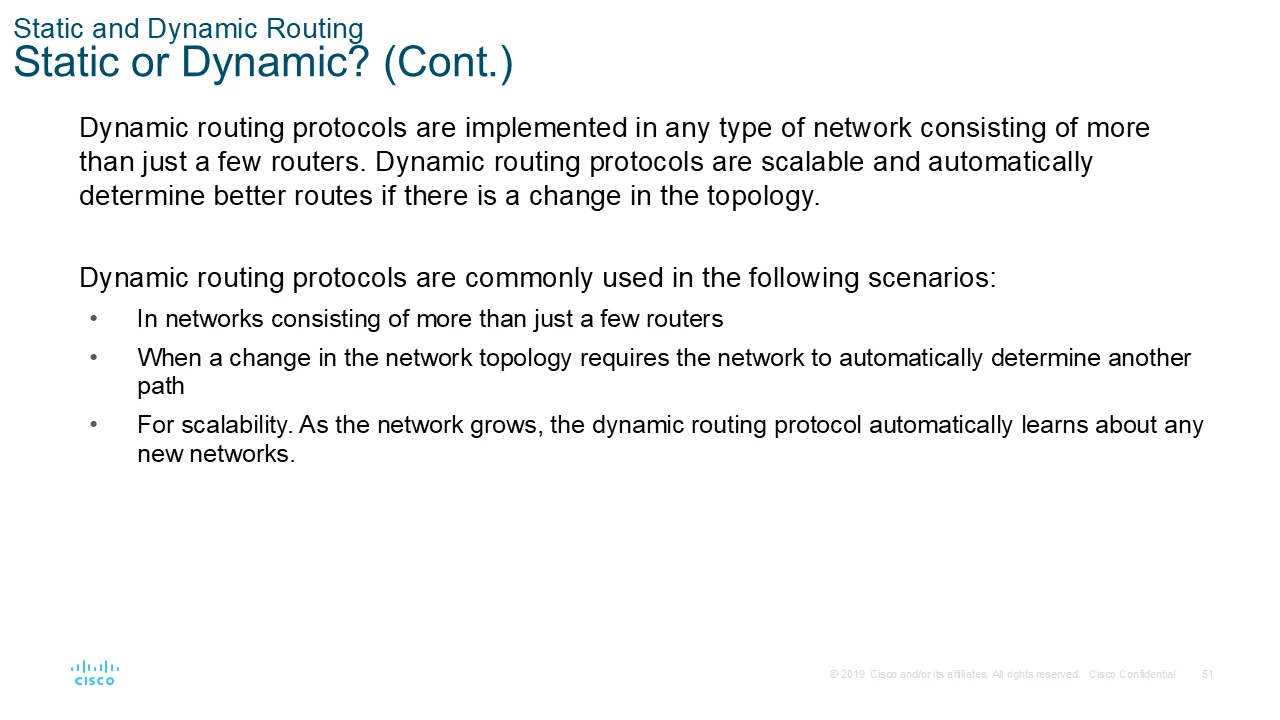 Static and Dynamic Routing
Static or Dynamic? (Cont.)
Dynamic routing protocols are implemented in any type of network consisting of more
than just a few routers. Dynamic routing protocols are scalable and automatically
determine better routes if there is a change in the topology.
Dynamic routing protocols are commonly used in the following scenarios:
• In networks consisting of more than just a few routers
• When a change in the network topology requires the network to automatically determine another
path
• For scalability. As the network grows, the dynamic routing protocol automatically learns about any
new networks.
CISCO
© 2019 Cisco and/or its affiliates. All rights reserved. Cisco Confidential 51